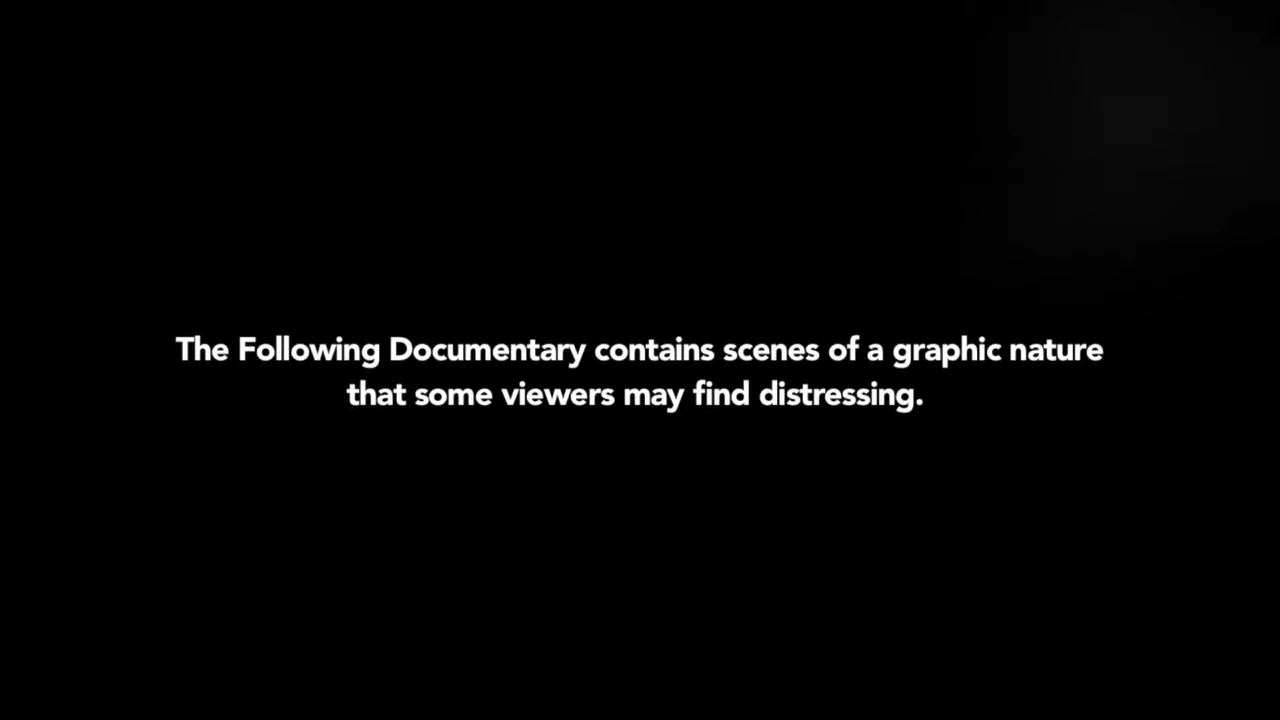 The Following Documentary contains scenes of a graphic nature
that some viewers may find distressing.